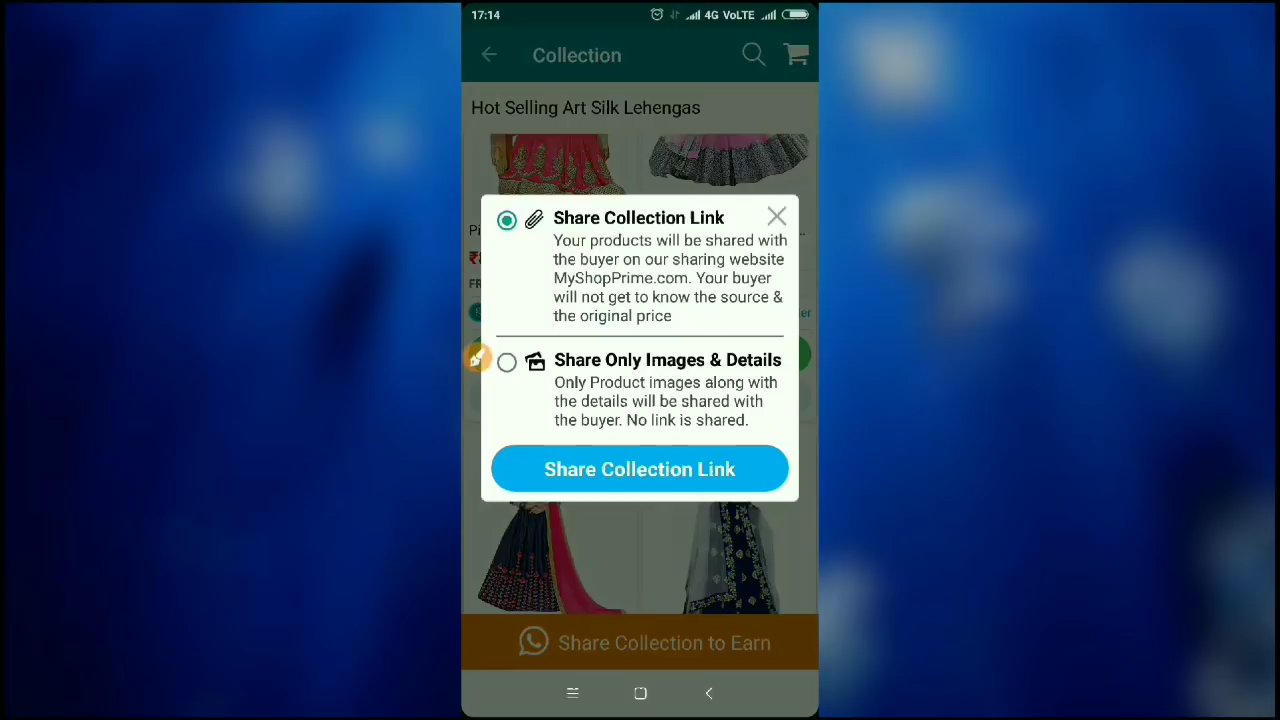 17:14
4G VoLTE
Collection
Hot Selling Art Silk Lehengas
Share Collection Link
Your products will be shared with
the buyer on our sharing website
MyShopPrime.com. Your buyer
will not get to know the source &
the original price
Share Only Images & Details
Only Product images along with
the details will be shared with
the buyer. No link is shared.
Share Collection Link
Share Collection to Earn